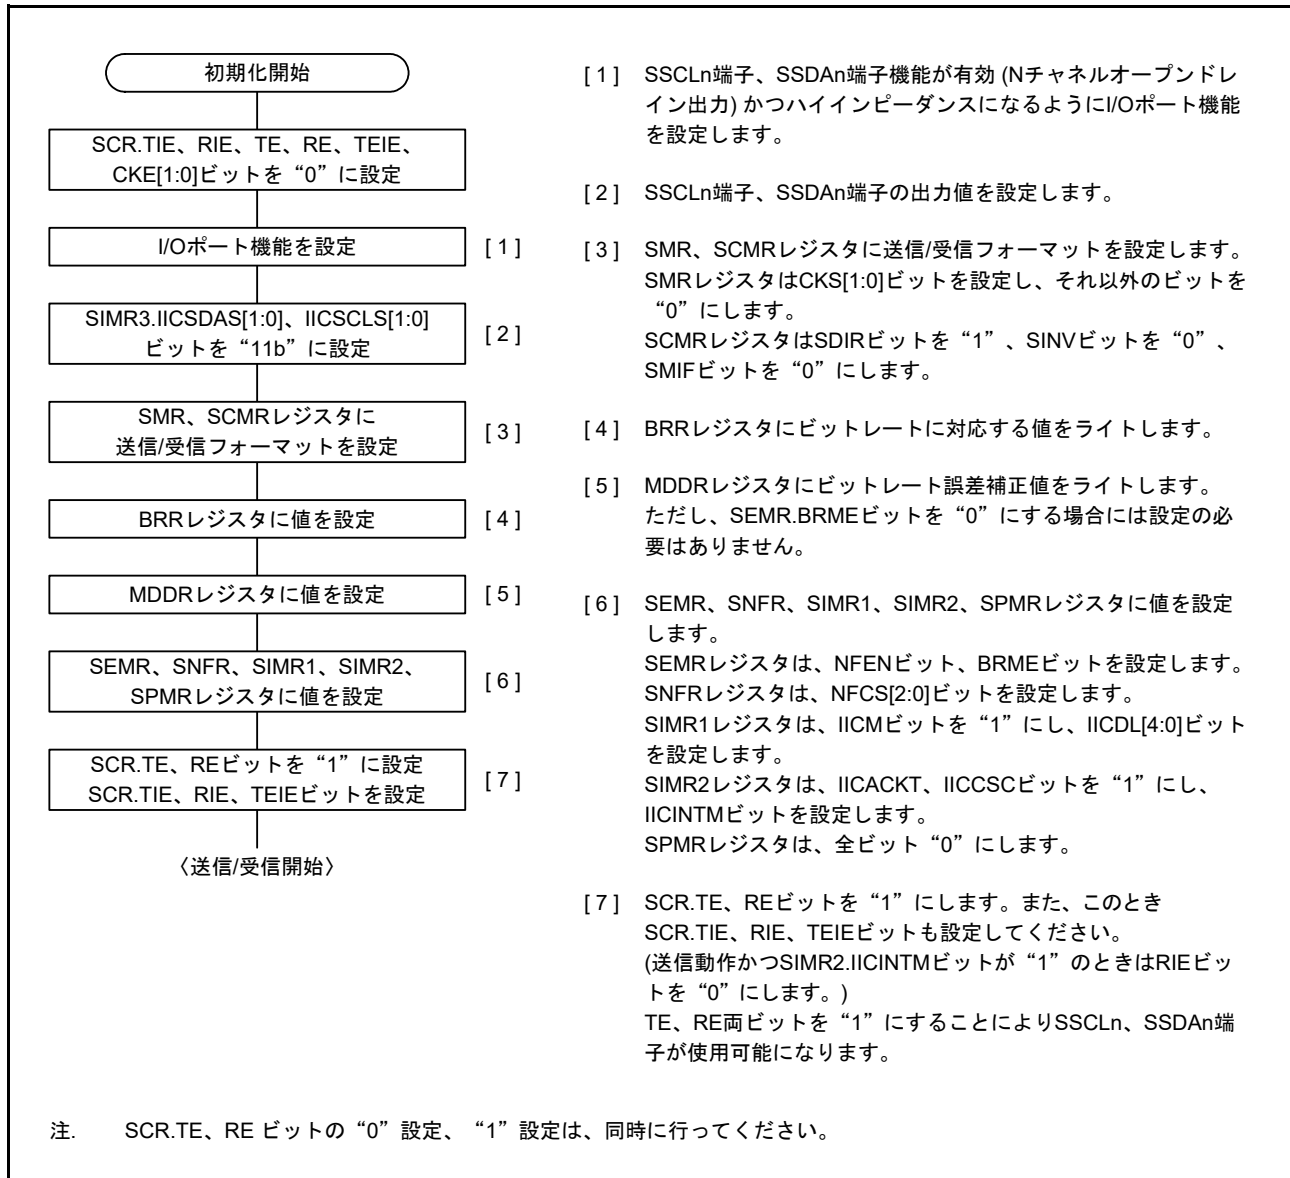 初期化開始
SCR.TIE、RIE、TE、RE、TEIE、
CKE[1:0]ビットを“0”に設定
I/Oポート機能を設定
[ 1 ]
SIMR3.IICSDAS[1:0]、IICSCLS[1:0]
ビットを“11b”に設定
[ 2 ]
SMR、SCMRレジスタに
送信/受信フォーマットを設定
[ 3 ]
BRRレジスタに値を設定
[ 4 ]
MDDRレジスタに値を設定
[ 5 ]
SEMR、SNFR、SIMR1、SIMR2、
SPMRレジスタに値を設定
[ 6 ]
SCR.TE、REビットを“1”に設定
SCR.TIE、RIE、TEIEビットを設定
[ 7 ]
〈送信/受信開始〉
[ 1 ] SSCLn端子、SSDAn端子機能が有効 (Nチャネルオープンドレ
イン出力) かつハイインピーダンスになるようにI/Oポート機能
を設定します。
[ 2 ] SSCLn端子、SSDAn端子の出力値を設定します。
[ 3 ] SMR、SCMRレジスタに送信/受信フォーマットを設定します。
SMRレジスタはCKS[1:0]ビットを設定し、それ以外のビットを
“0”にします。
SCMRレジスタはSDIRビットを“1”、SINVビットを“0”、
SMIFビットを“0”にします。
[ 4 ] BRRレジスタにビットレートに対応する値をライトします。
[ 5 ] MDDRレジスタにビットレート誤差補正値をライトします。
ただし、SEMR.BRMEビットを“0”にする場合には設定の必
要はありません。
[ 6 ] SEMR、SNFR、SIMR1、SIMR2、SPMRレジスタに値を設定
します。
SEMRレジスタは、NFENビット、BRMEビットを設定します。
SNFRレジスタは、NFCS[2:0]ビットを設定します。
SIMR1レジスタは、IICMビットを“1”にし、IICDL[4:0]ビット
を設定します。
SIMR2レジスタは、IICACKT、IICCSCビットを“1”にし、
IICINTMビットを設定します。
SPMRレジスタは、全ビット“0”にします。
[ 7 ] SCR.TE、REビットを“1”にします。また、このとき
SCR.TIE、RIE、TEIEビットも設定してください。
(送信動作かつSIMR2.IICINTMビットが“1”のときはRIEビッ
トを“0”にします。)
TE、RE両ビットを“1”にすることによりSSCLn、SSDAn端
子が使用可能になります。
注. SCR.TE、RE ビットの“0”設定、“1”設定は、同時に行ってください。